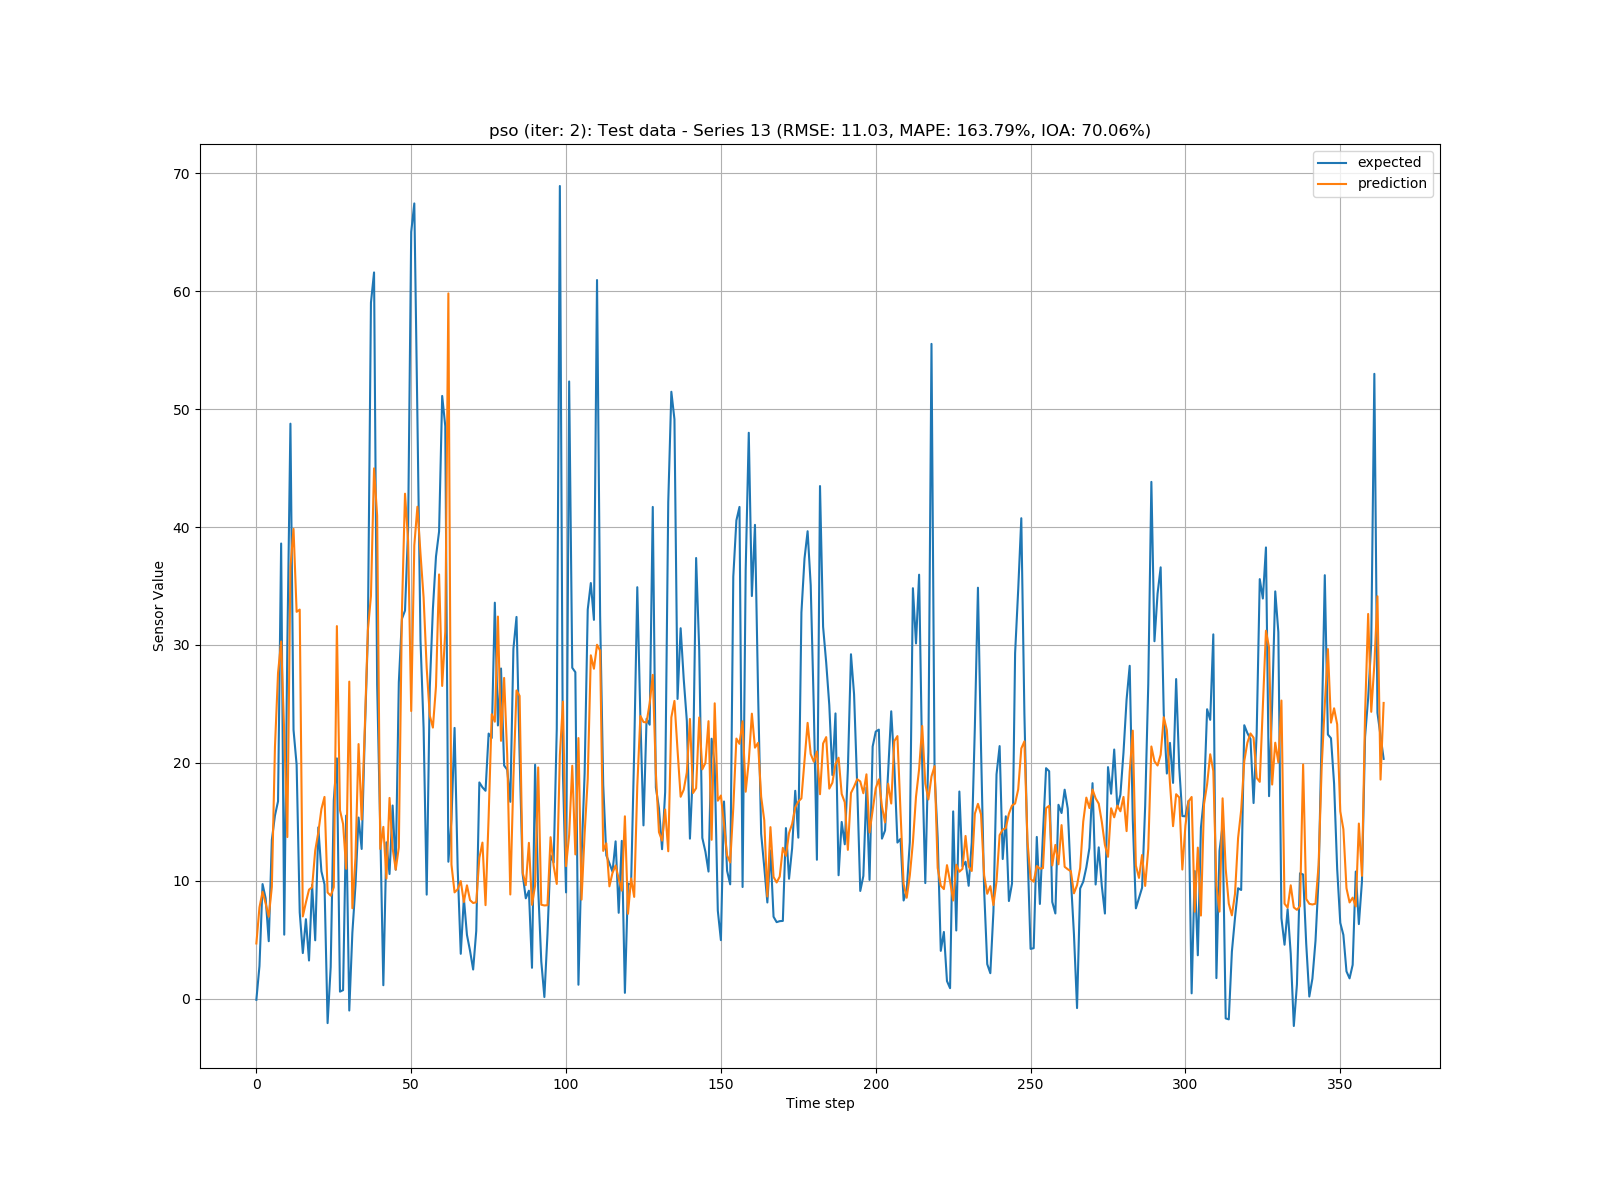 pso (iter: 2): Test data - Series 13 (RMSE: 11.03, MAPE: 163.79%, IOA: 70.06%)
expected
prediction
70
60
50
40
30
20
10
0
Sensor Value
0 50 100 150 200 250 300 350
Time step